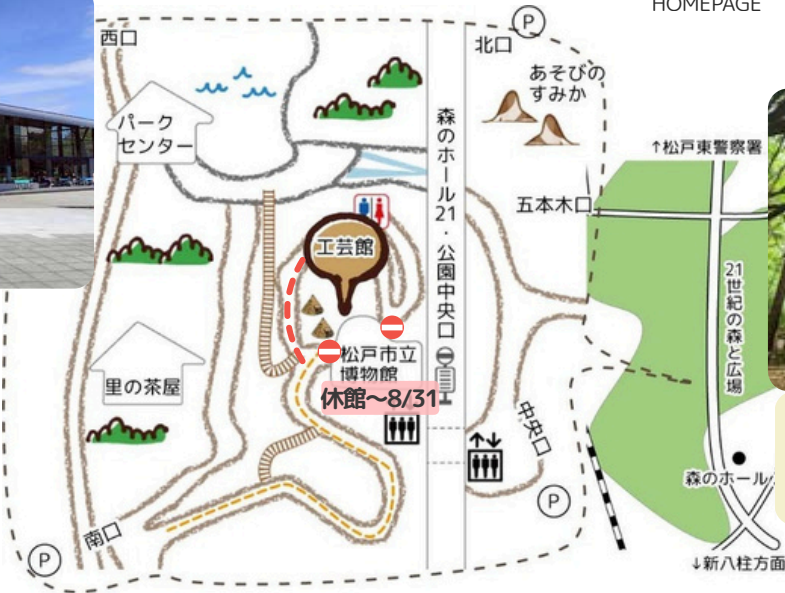 HOMEPAGE
西口
P
北口
あそびの
すみか
パーク
センター
森のホール21・公園中央口
↑松戸東警察署
五本木口
工芸館
21世紀の森と広場
松戸市立
博物館
里の茶屋
休館～8/31
中央口
森のホール
P
南口
P
↓新八柱方面